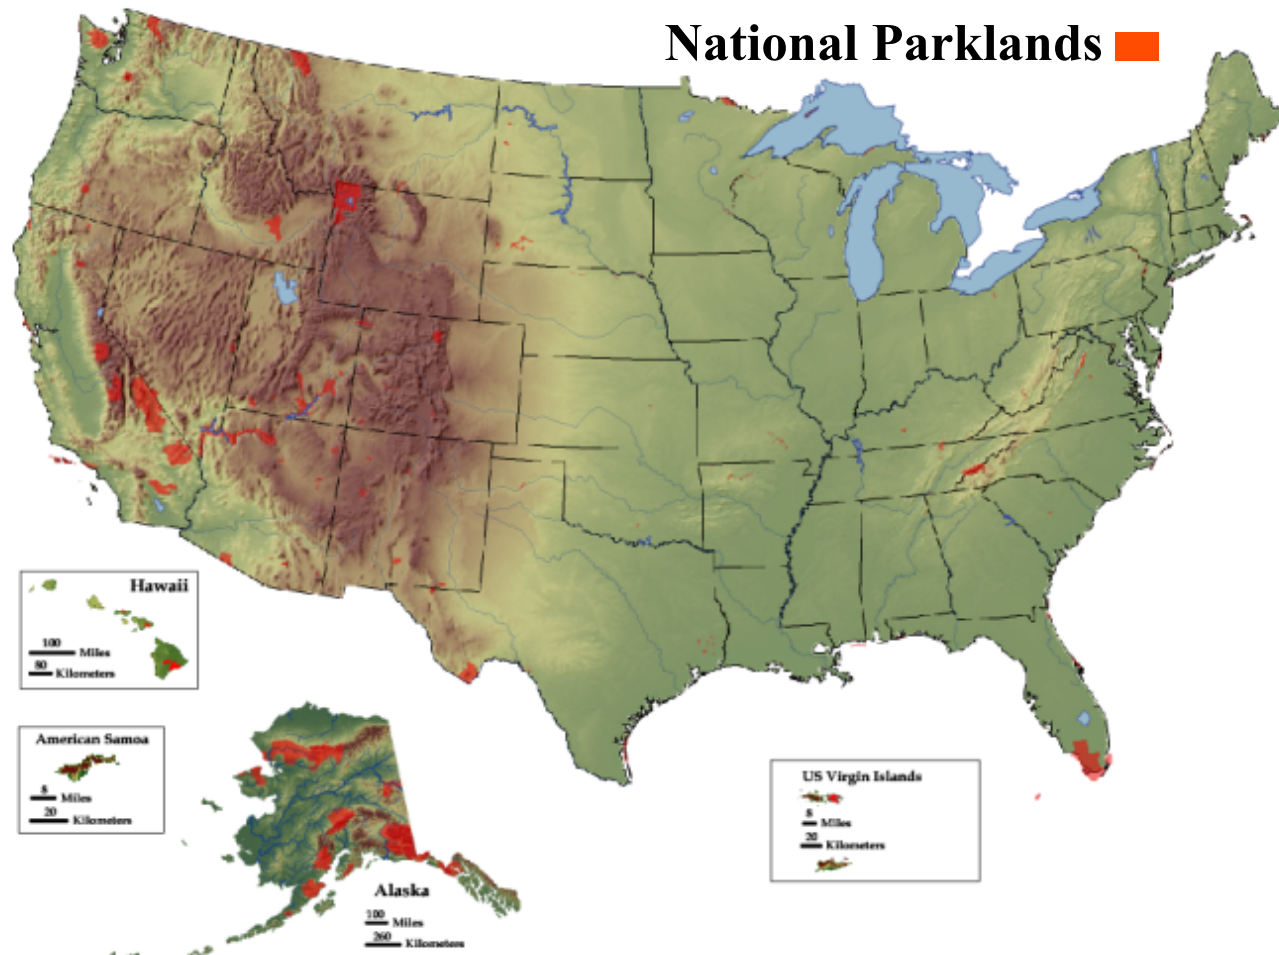 National Parklands
Hawaii
100
Miles
80
Kilometers
American Samoa
8
Miles
20
Kilometers
Alaska
100
Miles
260
Kilometers
US Virgin Islands
8
Miles
20
Kilometers